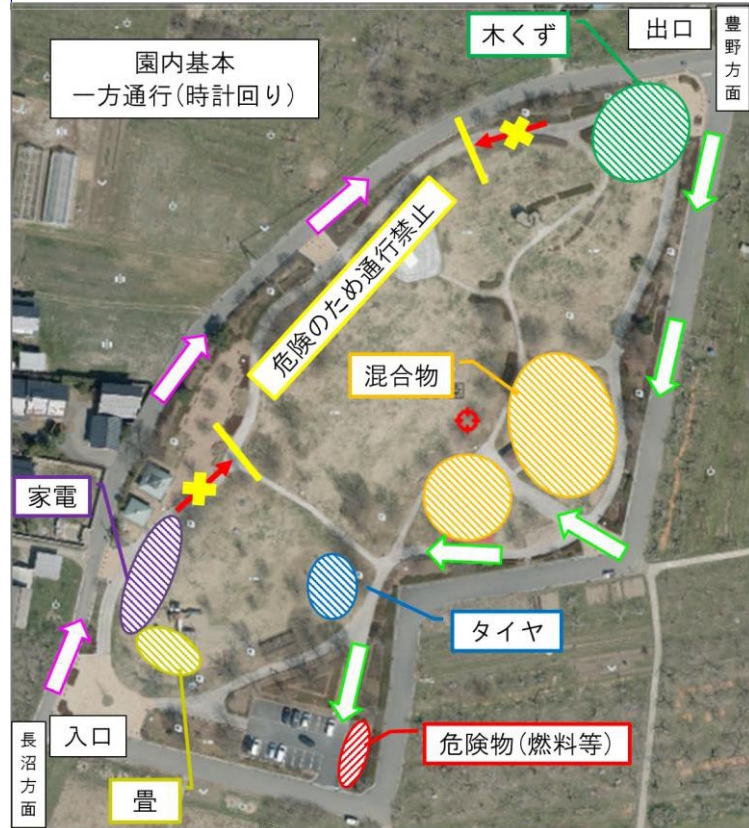 園内基本
一方通行(時計回り)
木くず
出口
豊野方面
危険のため通行禁止
混合物
家電
タイヤ
長沼方面
入口
危険物(燃料等)
畳